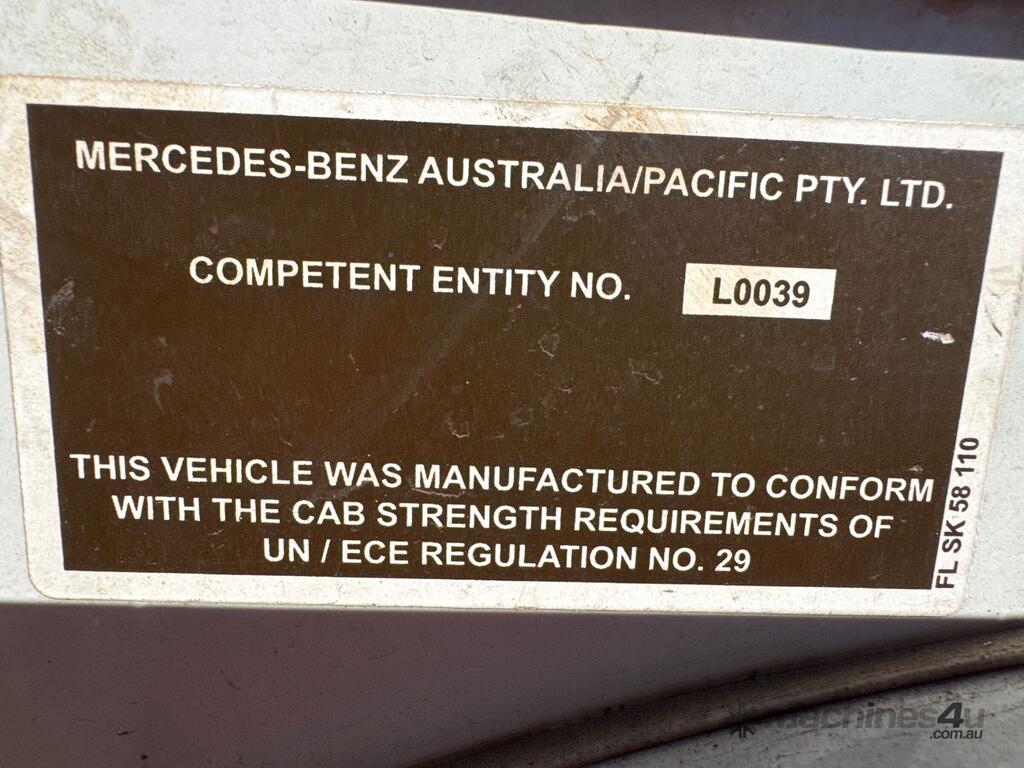 MERCEDES-BENZ AUSTRALIA/PACIFIC PTY. LTD.
COMPETENT ENTITY NO. L0039
THIS VEHICLE WAS MANUFACTURED TO CONFORM
WITH THE CAB STRENGTH REQUIREMENTS OF
UN / ECE REGULATION NO. 29
FL SK 58 110
machines4u
.com.au